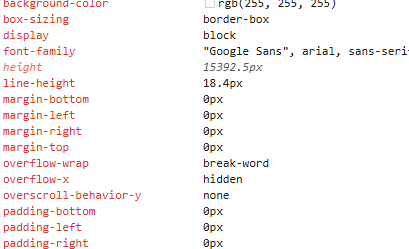 background-color rgb(255, 255, 255)
box-sizing border-box
display block
font-family "Google Sans", arial, sans-seri
height 15392.5px
line-height 18.4px
margin-bottom 0px
margin-left 0px
margin-right 0px
margin-top 0px
overflow-wrap break-word
overflow-x hidden
overscroll-behavior-y none
padding-bottom 0px
padding-left 0px
padding-right 0px